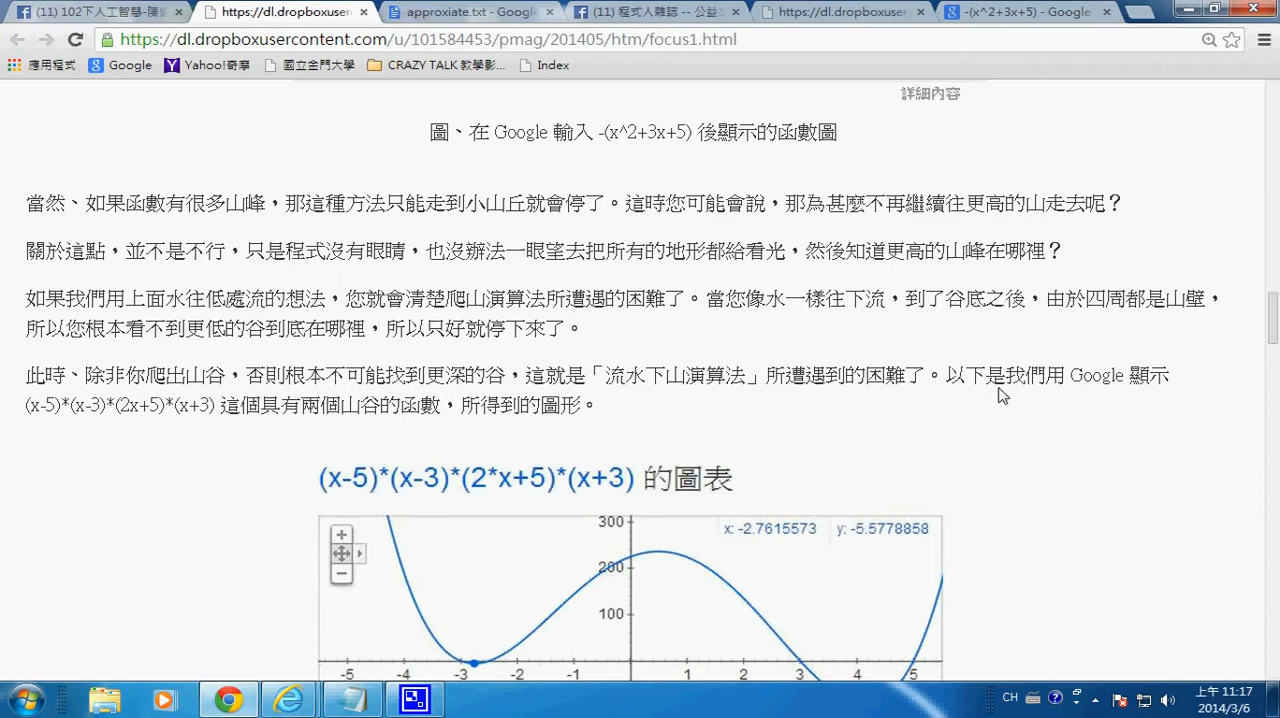 (11) 102下人工智慧-陳
https://dl.dropboxuser
approxiate.txt - Google
(11) 程式人雜誌 -- 公益
https://dl.dropboxuser
-(x^2+3x+5) - Google
https://dl.dropboxusercontent.com/u/101584453/pmag/201405/htm/focus1.html
應用程式 Google Yahoo!奇摩 國立金門大學 CRAZY TALK 教學影... Index
詳細內容
圖、在 Google 輸入 -(x^2+3x+5) 後顯示的函數圖
當然、如果函數有很多山峰，那這種方法只能走到小山丘就會停了。這時您可能會說，那為甚麼不再繼續往更高的山走去呢？
關於這點，並不是不行，只是程式沒有眼睛，也沒辦法一眼望去把所有的地形都給看光，然後知道更高的山峰在哪裡？
如果我們用上面水往低處流的想法，您就會清楚爬山演算法所遭遇的困難了。當您像水一樣往下流，到了谷底之後，由於四周都是山壁，
所以您根本看不到更低的谷到底在哪裡，所以只好就停下來了。
此時、除非你爬出山谷，否則根本不可能找到更深的谷，這就是「流水下山演算法」所遭遇到的困難了。以下是我們用 Google 顯示
(x-5)*(x-3)*(2x+5)*(x+3) 這個具有兩個山谷的函數，所得到的圖形。
(x-5)*(x-3)*(2*x+5)*(x+3) 的圖表
x: -2.7615573 y: -5.5778858
300
200
100
-5 -4 -3 -2 -1 1 2 3 4 5
CH
上午 11:17
2014/3/6